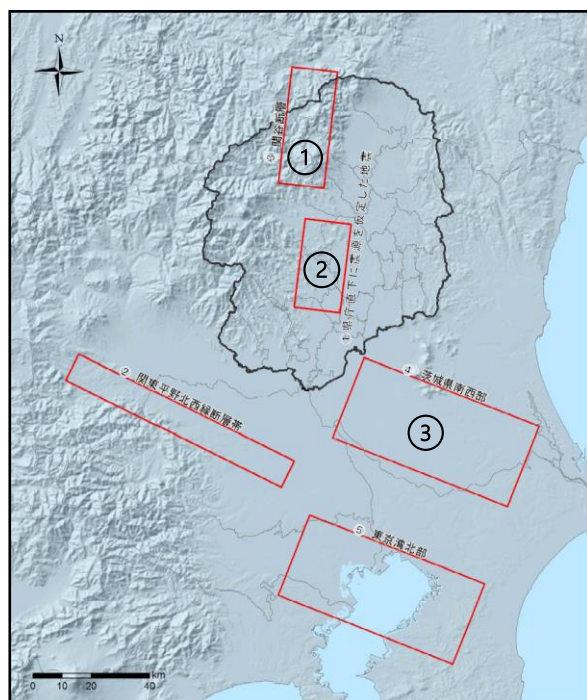 N
③ 関谷断層
①
②
① 県庁直下に震源を仮定した地震
② 関東平野北西縁断層帯
④ 茨城県南西部
③
⑤ 東京湾北部
km
0 10 20 40